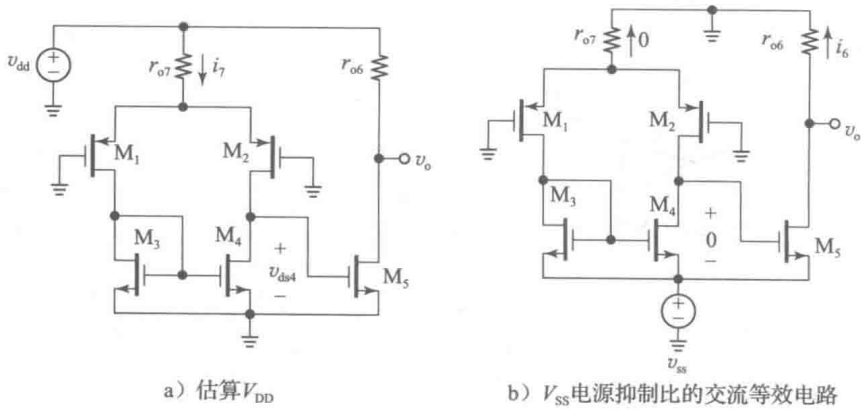 v_dd
r_o7
i_7
r_o6
M_1
M_2
v_o
M_3
M_4
+
v_ds4
−
M_5
a）估算V_DD
r_o7
0
r_o6
i_6
M_1
M_2
v_o
M_3
M_4
+
0
−
M_5
v_ss
b）V_SS电源抑制比的交流等效电路